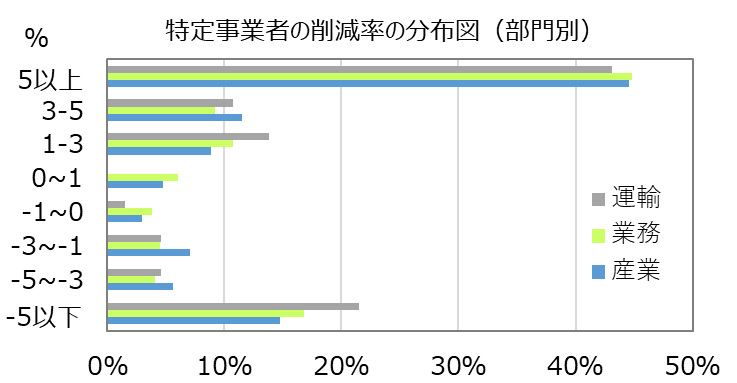 特定事業者の削減率の分布図（部門別）
%
5以上
3-5
1-3
0~1
-1~0
-3~-1
-5~-3
-5以下
運輸
業務
産業
0% 10% 20% 30% 40% 50%